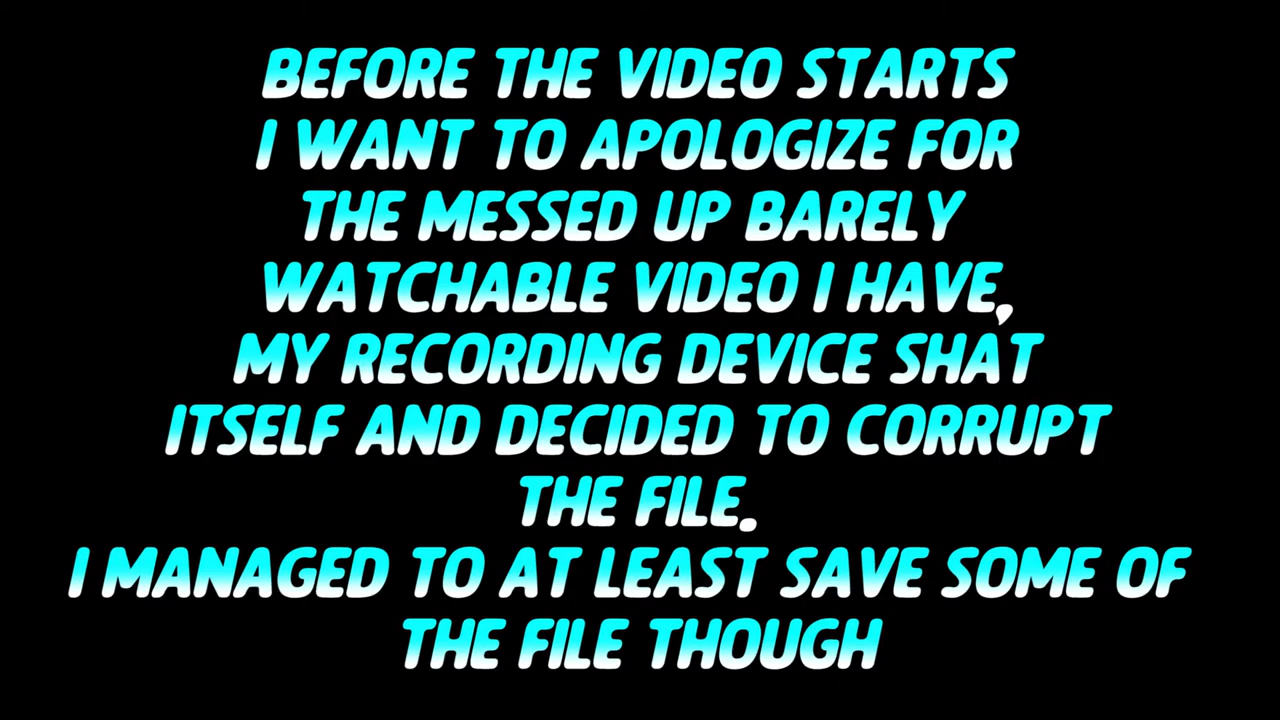 BEFORE THE VIDEO STARTS
I WANT TO APOLOGIZE FOR
THE MESSED UP BARELY
WATCHABLE VIDEO I HAVE,
MY RECORDING DEVICE SHAT
ITSELF AND DECIDED TO CORRUPT
THE FILE.
I MANAGED TO AT LEAST SAVE SOME OF
THE FILE THOUGH